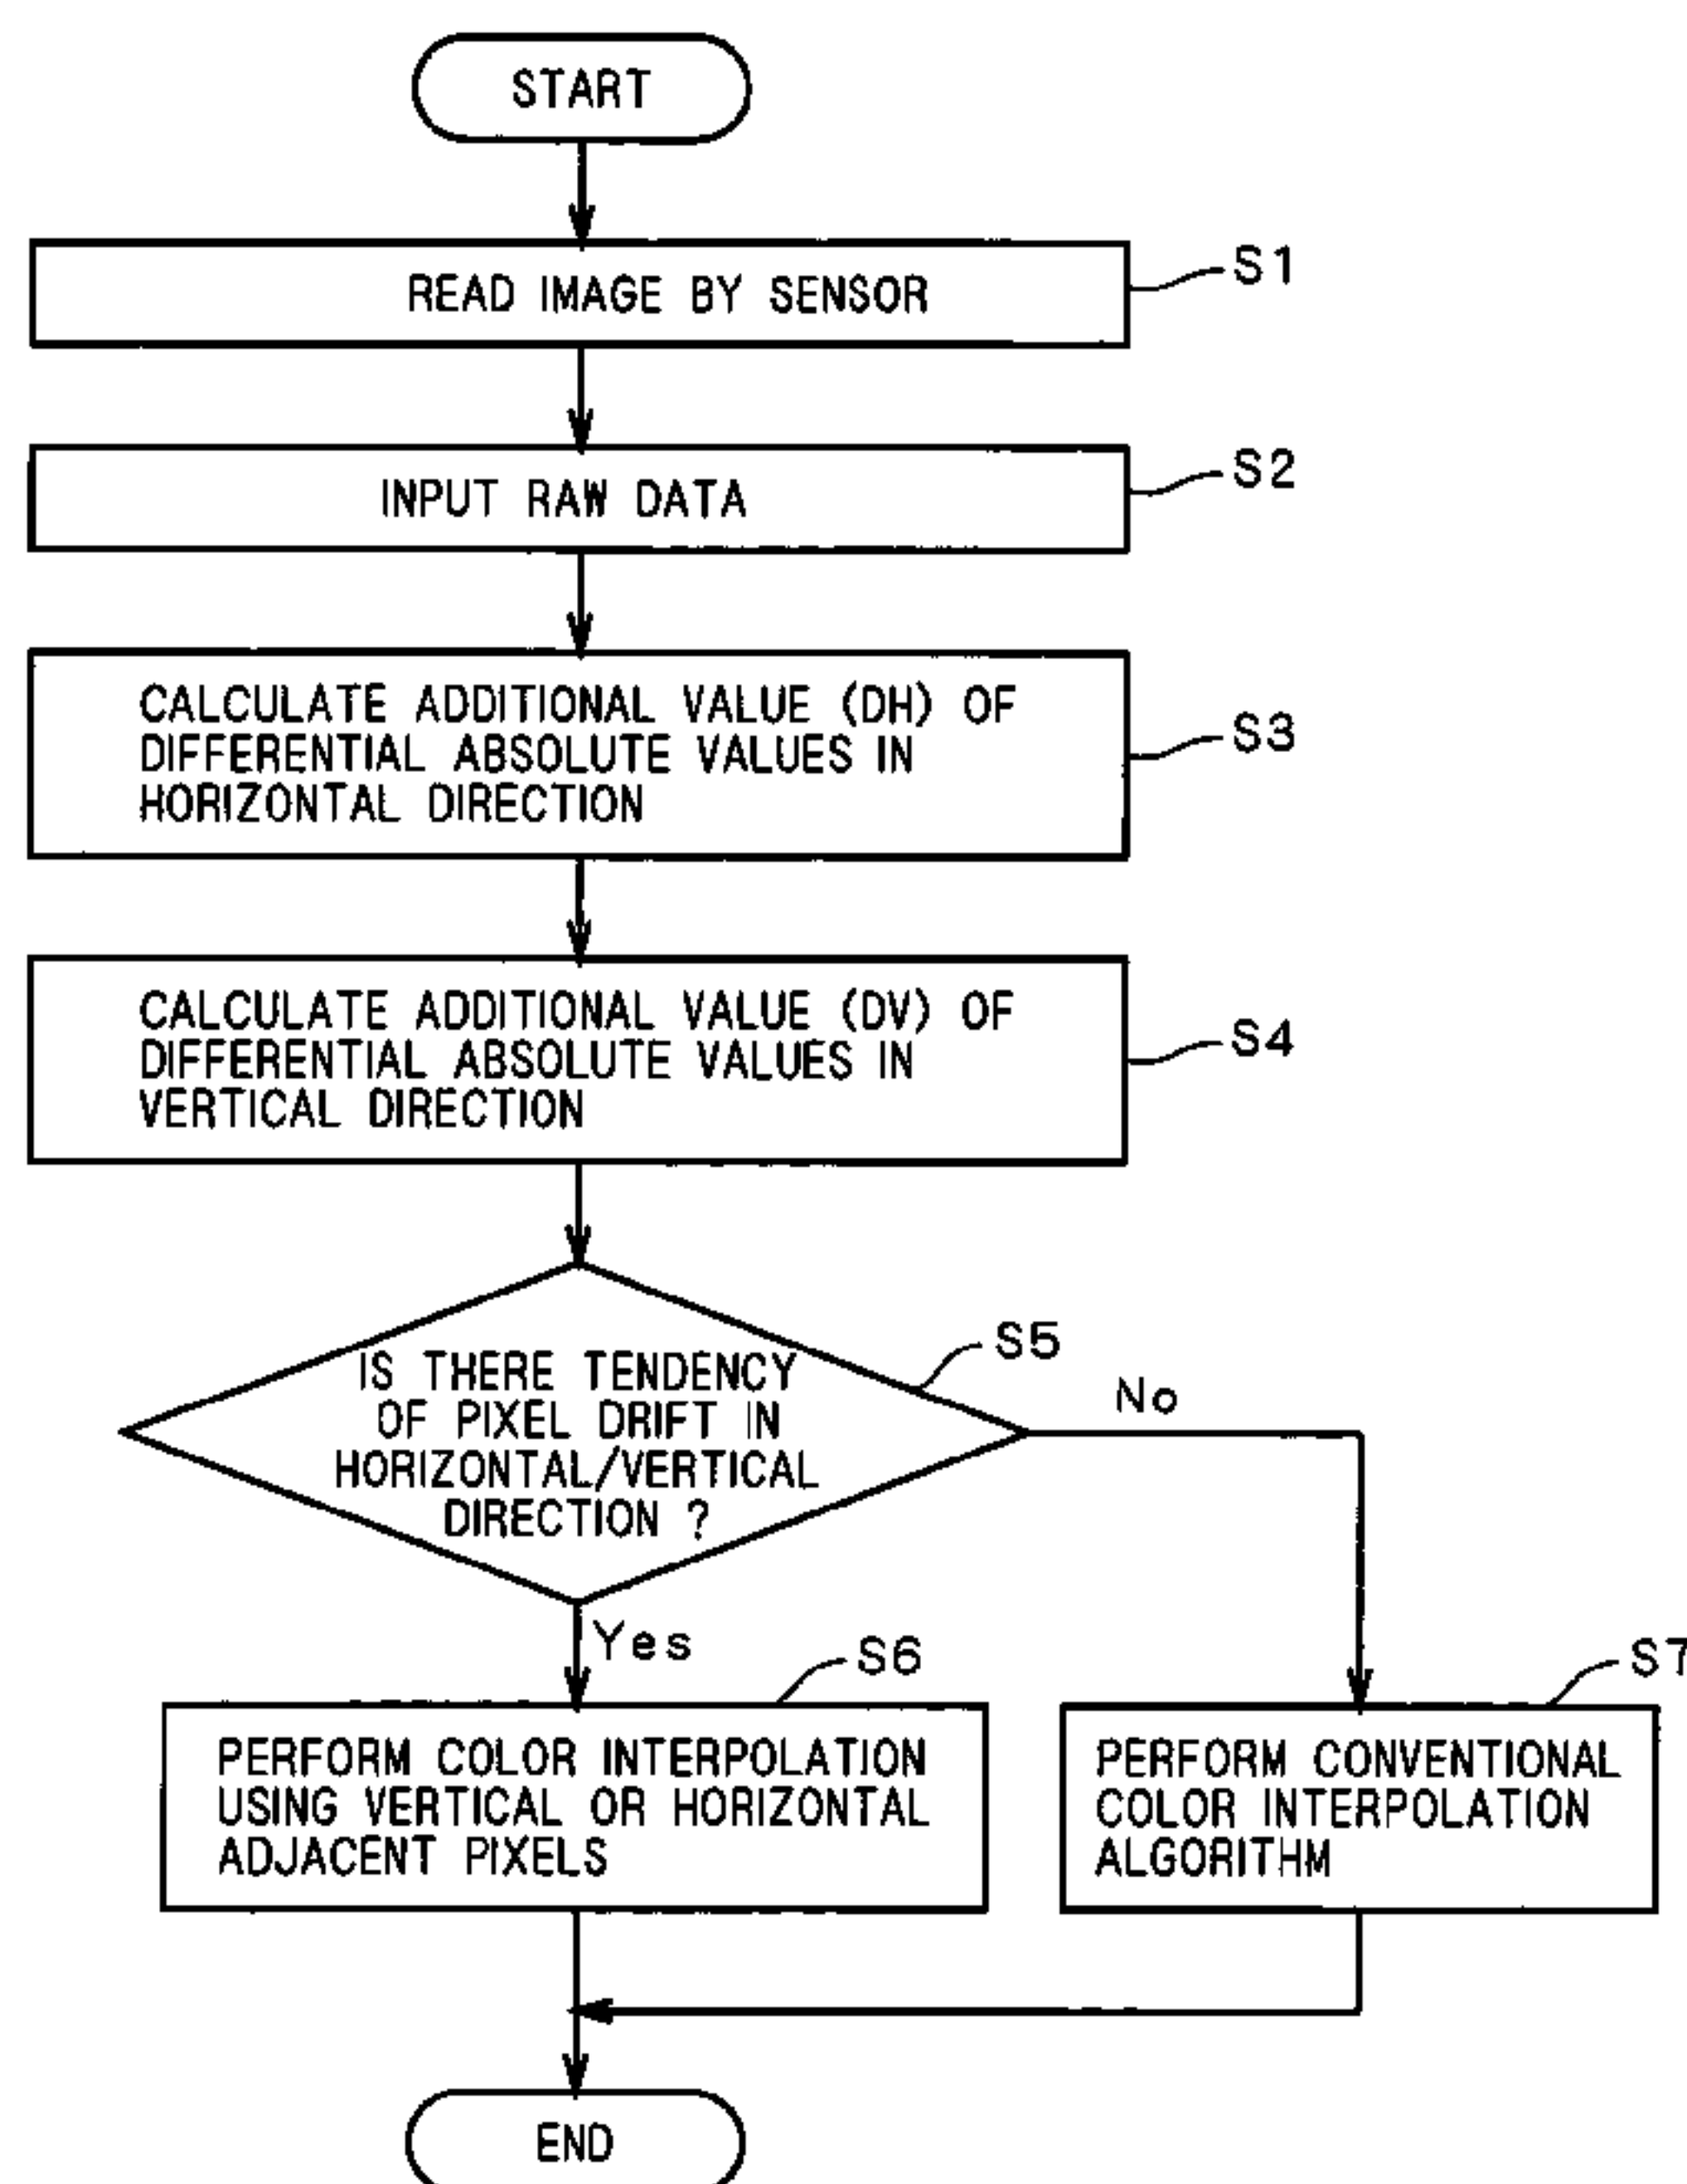 START
READ IMAGE BY SENSOR
S1
INPUT RAW DATA
S2
CALCULATE ADDITIONAL VALUE (DH) OF
DIFFERENTIAL ABSOLUTE VALUES IN
HORIZONTAL DIRECTION
S3
CALCULATE ADDITIONAL VALUE (DV) OF
DIFFERENTIAL ABSOLUTE VALUES IN
VERTICAL DIRECTION
S4
IS THERE TENDENCY
OF PIXEL DRIFT IN
HORIZONTAL/VERTICAL
DIRECTION ?
S5
No
Yes
S6
PERFORM COLOR INTERPOLATION
USING VERTICAL OR HORIZONTAL
ADJACENT PIXELS
S7
PERFORM CONVENTIONAL
COLOR INTERPOLATION
ALGORITHM
END